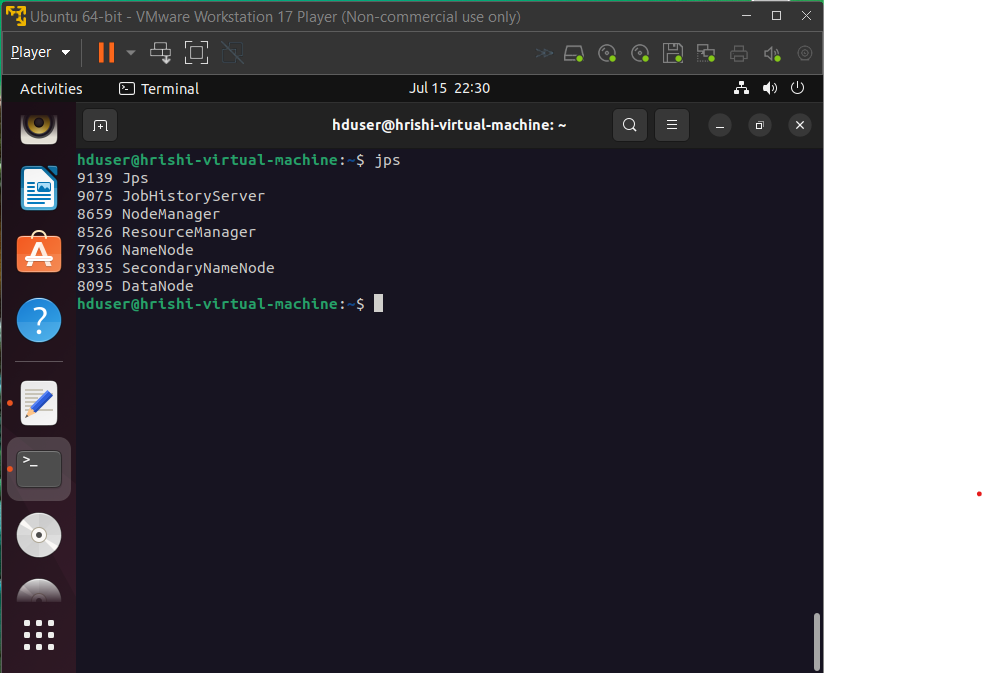 Ubuntu 64-bit - VMware Workstation 17 Player (Non-commercial use only)
Player
Activities
Terminal
Jul 15 22:30
hduser@hrishi-virtual-machine: ~
hduser@hrishi-virtual-machine:~$ jps
9139 Jps
9075 JobHistoryServer
8659 NodeManager
8526 ResourceManager
7966 NameNode
8335 SecondaryNameNode
8095 DataNode
hduser@hrishi-virtual-machine:~$